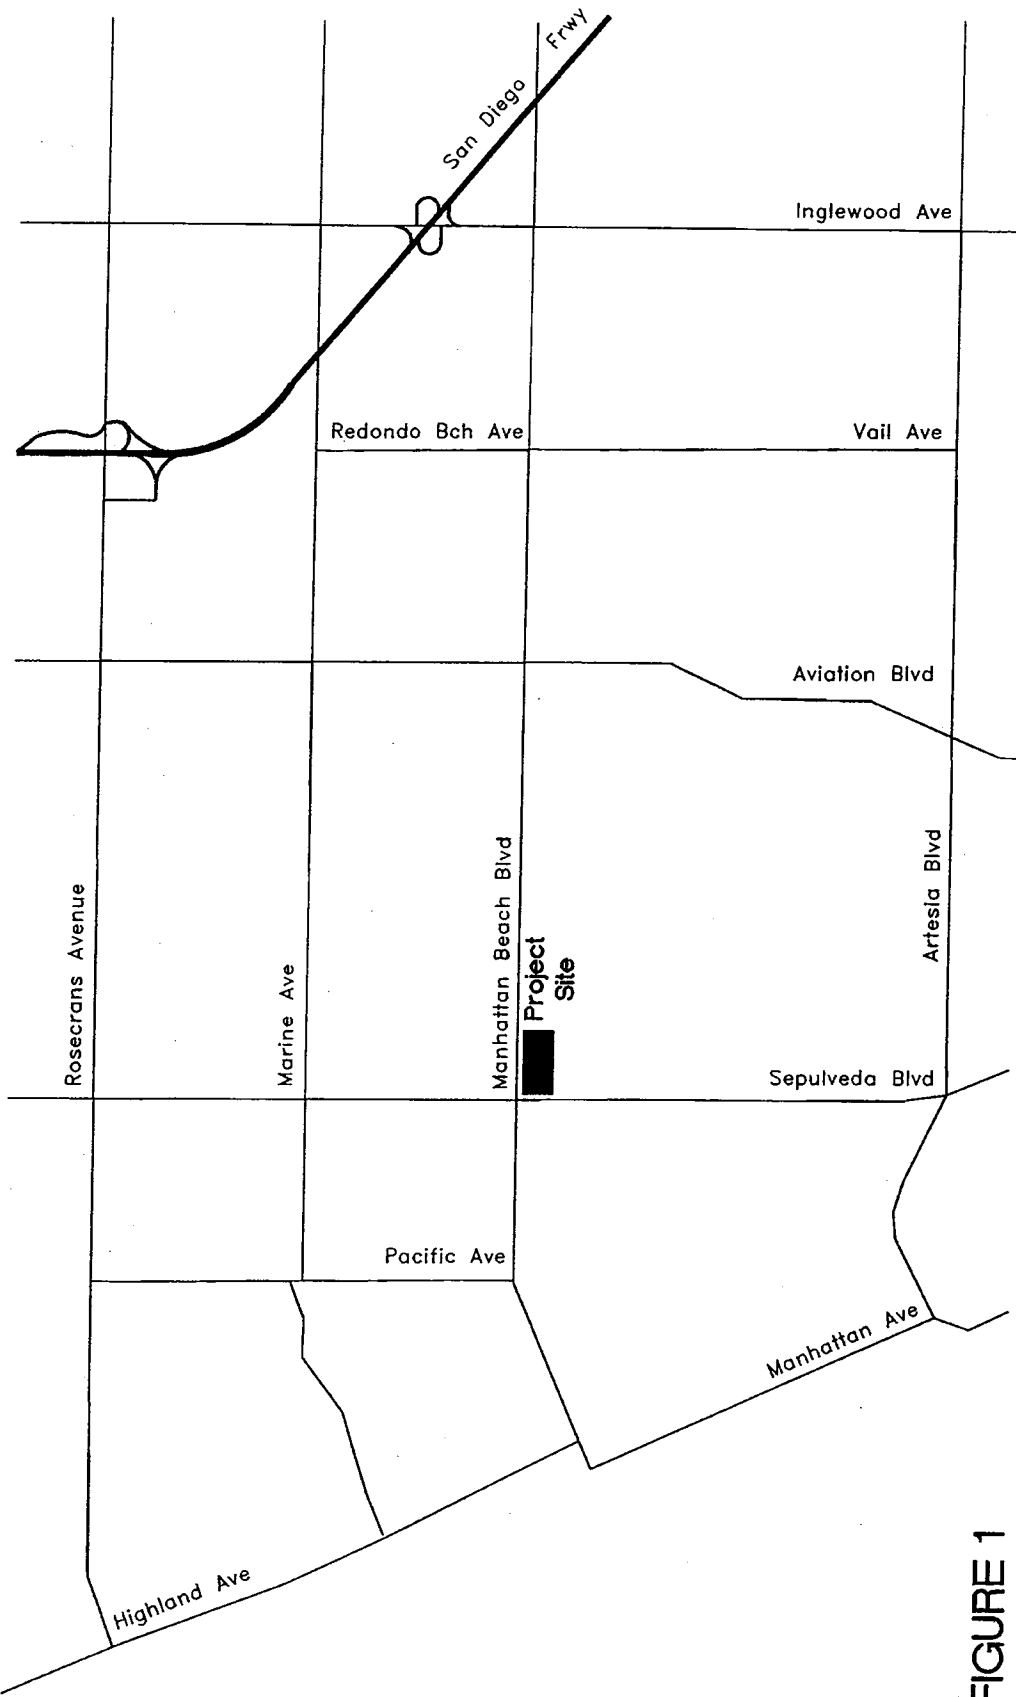 San Diego Frwy
Inglewood Ave
Redondo Bch Ave
Vail Ave
Aviation Blvd
Rosecrans Avenue
Marine Ave
Manhattan Beach Blvd
Project
Site
Artesia Blvd
Sepulveda Blvd
Pacific Ave
Manhattan Ave
Highland Ave
FIGURE 1